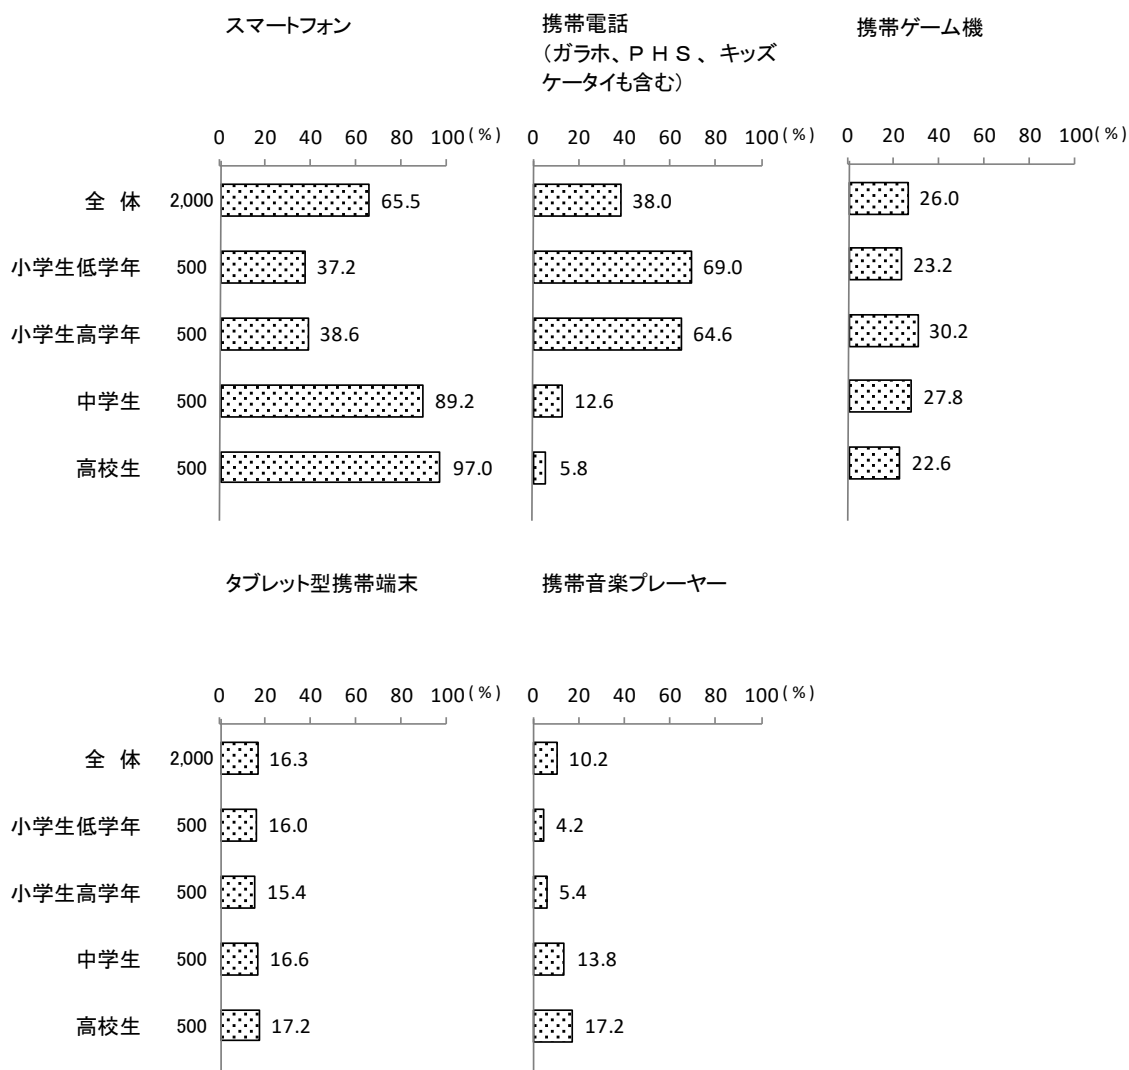 スマートフォン
携帯電話
（ガラホ、ＰＨＳ、キッズ
ケータイも含む）
携帯ゲーム機
0 20 40 60 80 100(％)
0 20 40 60 80 100(％)
0 20 40 60 80 100(％)
全 体 2,000 65.5 38.0 26.0
小学生低学年 500 37.2 69.0 23.2
小学生高学年 500 38.6 64.6 30.2
中学生 500 89.2 12.6 27.8
高校生 500 97.0 5.8 22.6
タブレット型携帯端末
携帯音楽プレーヤー
0 20 40 60 80 100(％)
0 20 40 60 80 100(％)
全 体 2,000 16.3 10.2
小学生低学年 500 16.0 4.2
小学生高学年 500 15.4 5.4
中学生 500 16.6 13.8
高校生 500 17.2 17.2